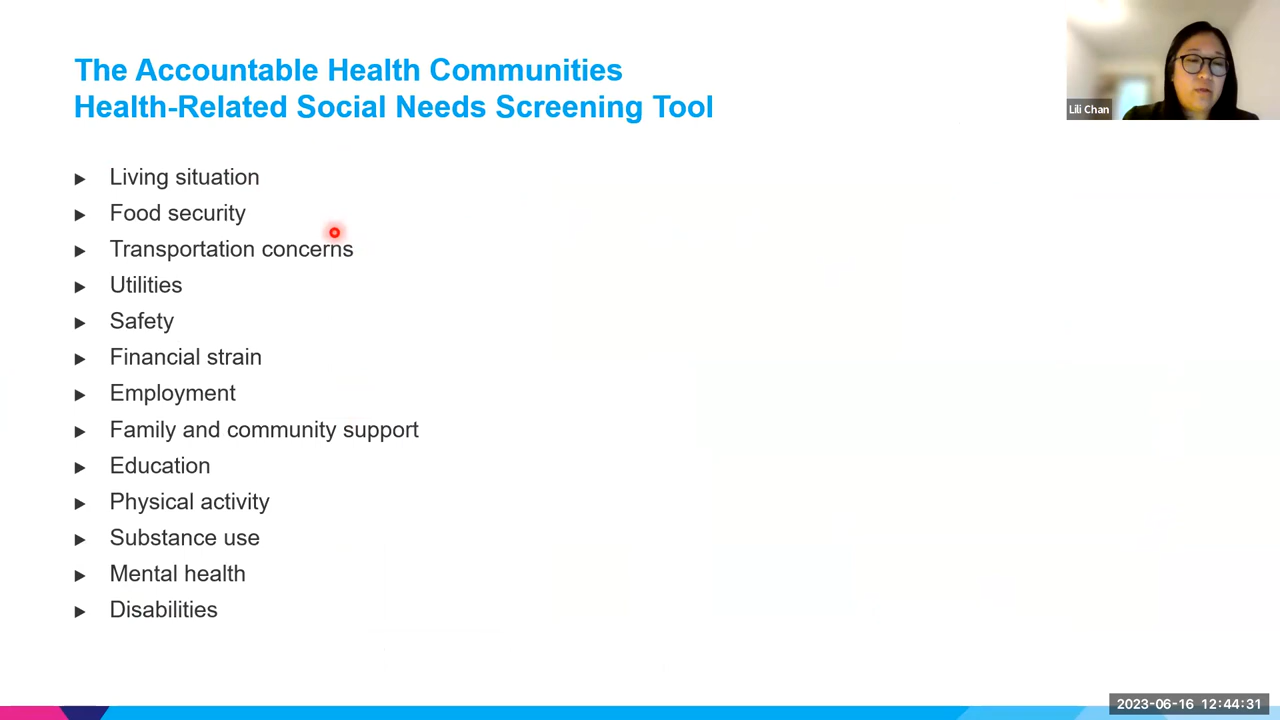 The Accountable Health Communities
Health-Related Social Needs Screening Tool
Lili Chan
Living situation
Food security
Transportation concerns
Utilities
Safety
Financial strain
Employment
Family and community support
Education
Physical activity
Substance use
Mental health
Disabilities
2023-06-16 12:44:31